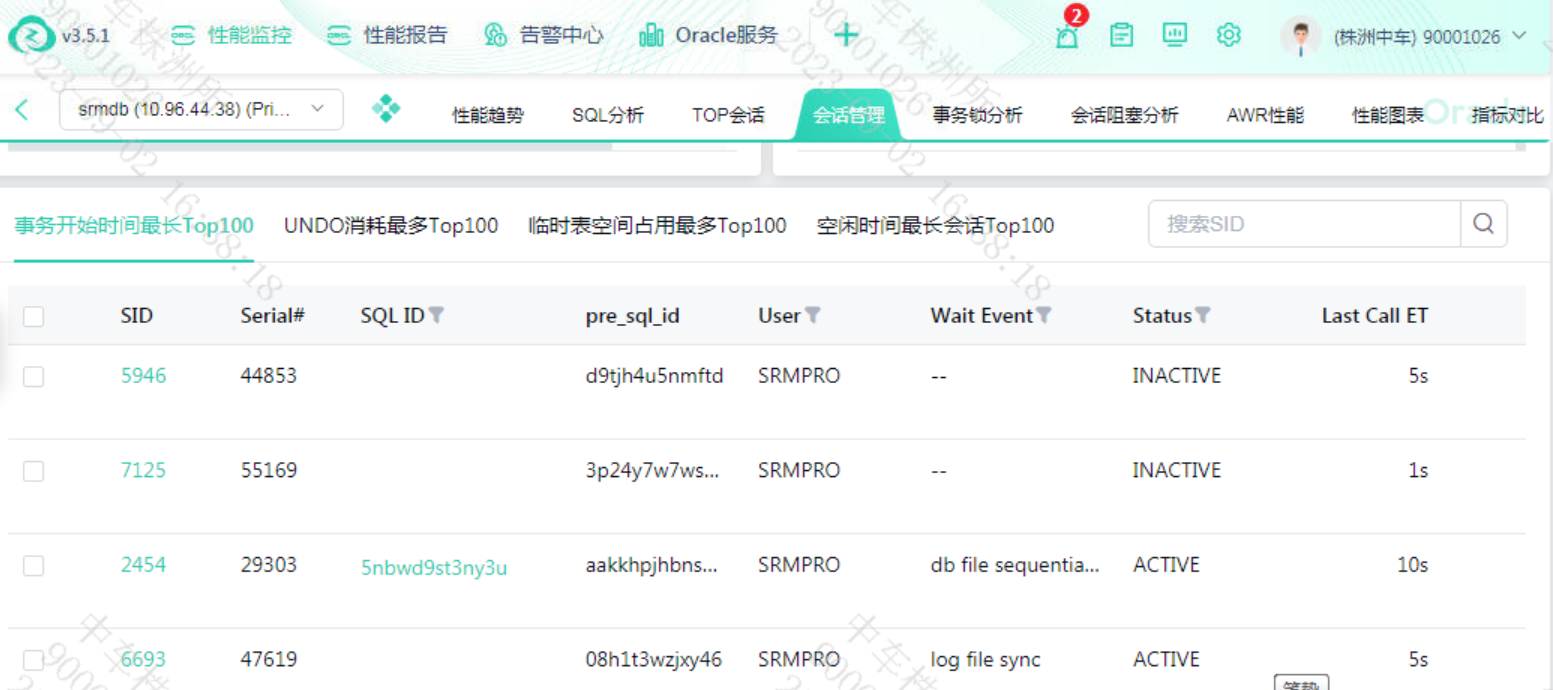 v3.5.1 性能监控 性能报告 告警中心 Oracle服务 2 (株洲中车) 90001026
srmdb (10.96.44.38) (Pri... 性能趋势 SQL分析 TOP会话 会话管理 事务锁分析 会话阻塞分析 AWR性能 性能图表 指标对比
事务开始时间最长Top100 UNDO消耗最多Top100 临时表空间占用最多Top100 空闲时间最长会话Top100 搜索SID
SID Serial# SQL ID pre_sql_id User Wait Event Status Last Call ET
5946 44853 d9tjh4u5nmftd SRMPRO -- INACTIVE 5s
7125 55169 3p24y7w7ws... SRMPRO -- INACTIVE 1s
2454 29303 5nbwd9st3ny3u aakkhpjhbns... SRMPRO db file sequentia... ACTIVE 10s
6693 47619 08h1t3wzjxy46 SRMPRO log file sync ACTIVE 5s